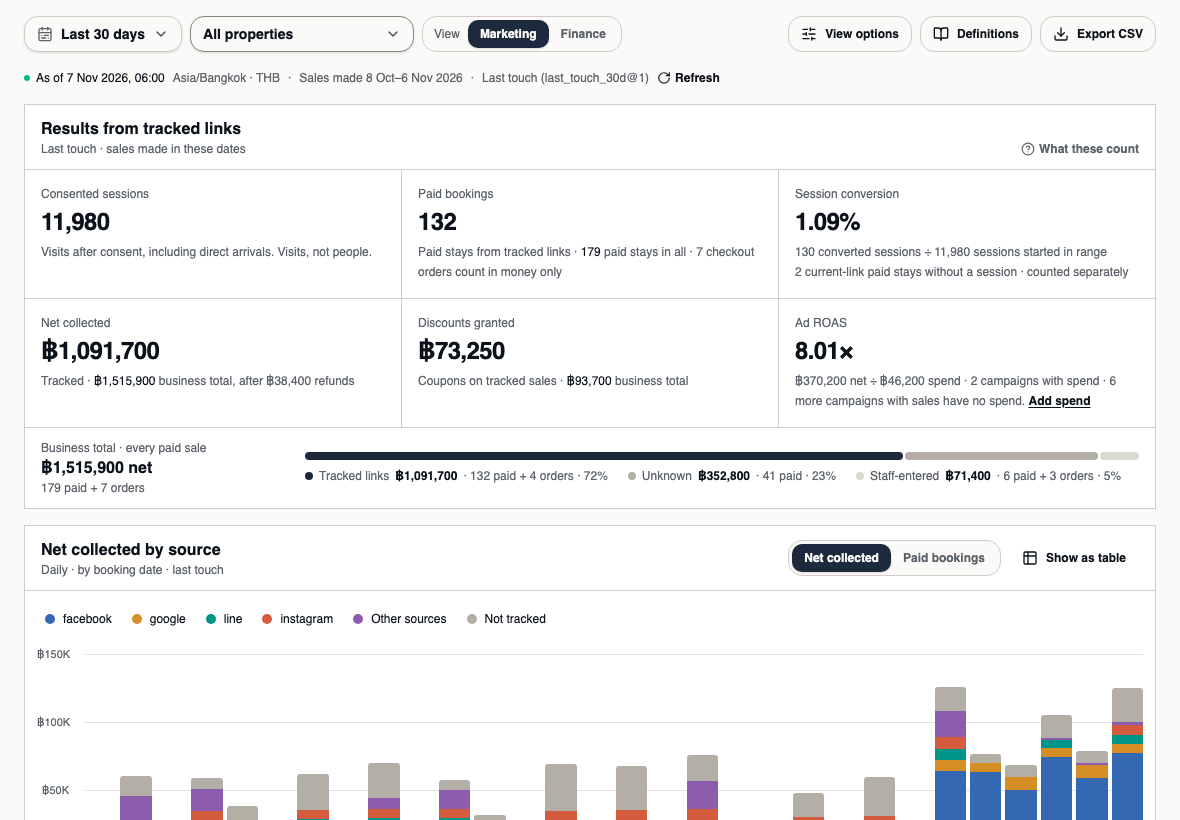 Last 30 days
All properties
View Marketing Finance
View options
Definitions
Export CSV
As of 7 Nov 2026, 06:00 Asia/Bangkok · THB · Sales made 8 Oct–6 Nov 2026 · Last touch (last_touch_30d@1) Refresh
Results from tracked links
Last touch · sales made in these dates
What these count
Consented sessions
11,980
Visits after consent, including direct arrivals. Visits, not people.
Paid bookings
132
Paid stays from tracked links · 179 paid stays in all · 7 checkout
orders count in money only
Session conversion
1.09%
130 converted sessions ÷ 11,980 sessions started in range
2 current-link paid stays without a session · counted separately
Net collected
฿1,091,700
Tracked · ฿1,515,900 business total, after ฿38,400 refunds
Discounts granted
฿73,250
Coupons on tracked sales · ฿93,700 business total
Ad ROAS
8.01×
฿370,200 net ÷ ฿46,200 spend · 2 campaigns with spend · 6
more campaigns with sales have no spend. Add spend
Business total · every paid sale
฿1,515,900 net
179 paid + 7 orders
Tracked links ฿1,091,700 · 132 paid + 4 orders · 72%
Unknown ฿352,800 · 41 paid · 23%
Staff-entered ฿71,400 · 6 paid + 3 orders · 5%
Net collected by source
Daily · by booking date · last touch
Net collected Paid bookings
Show as table
facebook google line instagram Other sources Not tracked
฿150K
฿100K
฿50K